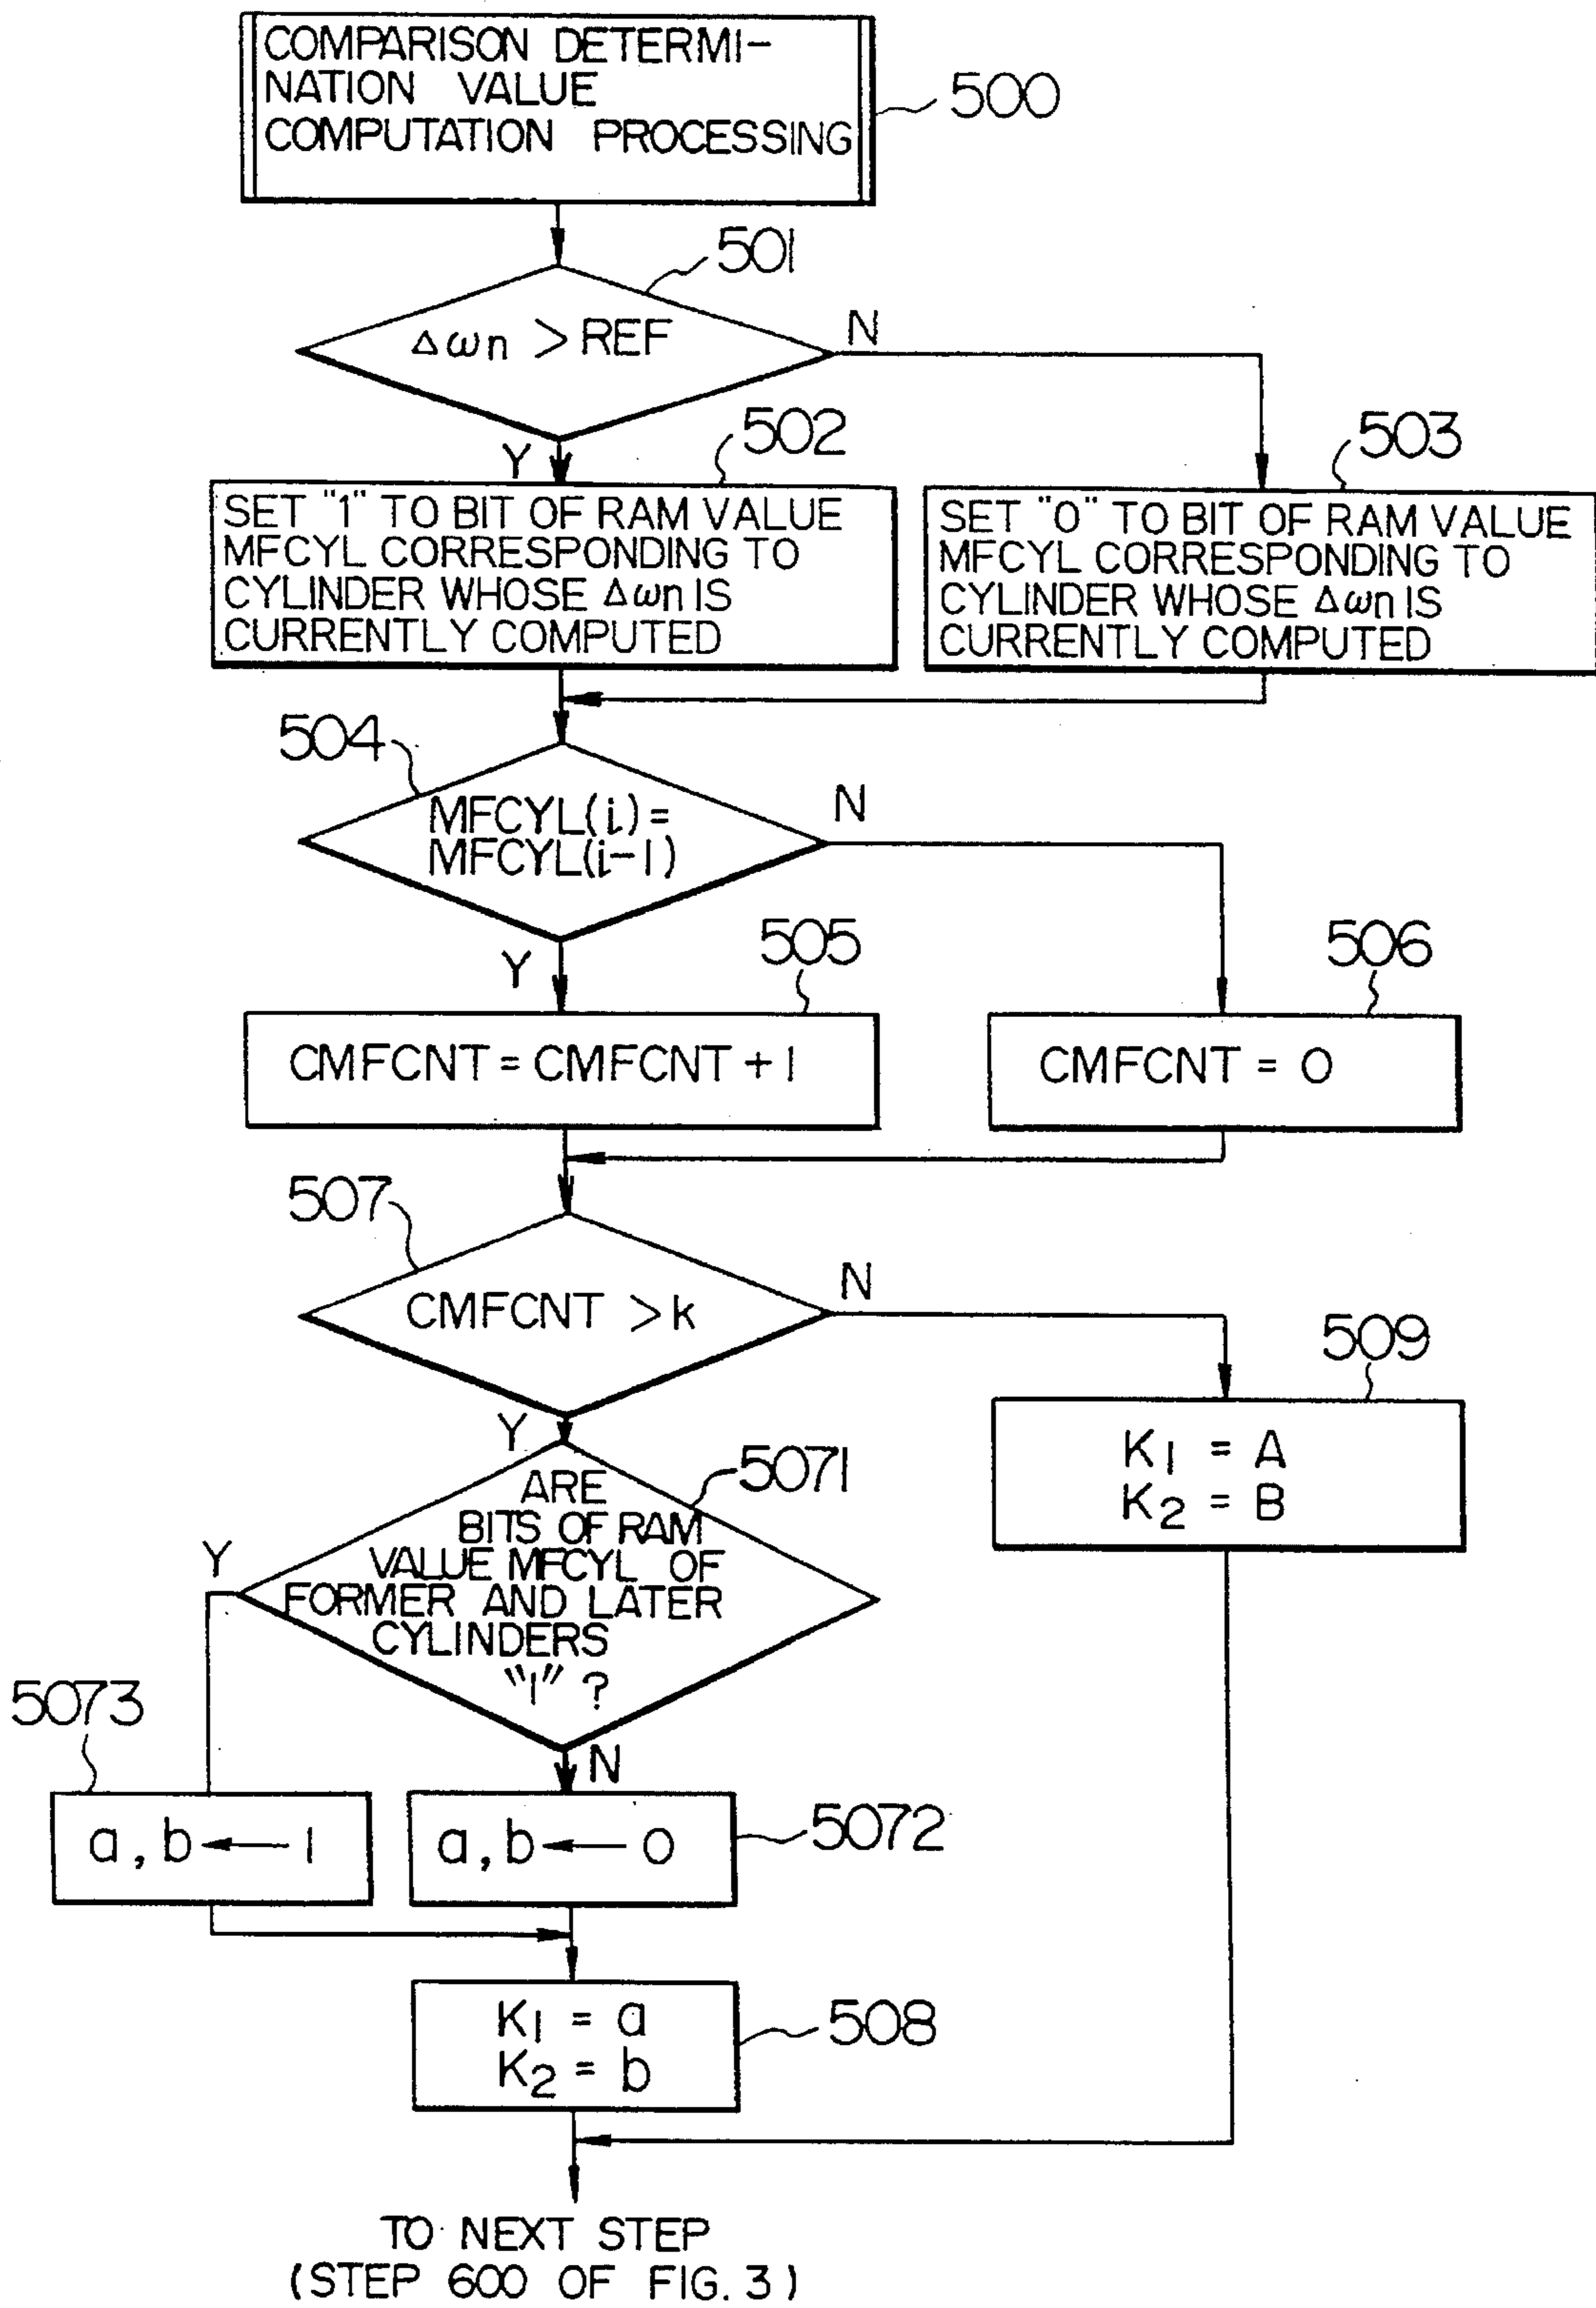 COMPARISON DETERMI-
NATION VALUE
COMPUTATION PROCESSING
500
501
Δωn > REF
N
Y
502
503
SET "1" TO BIT OF RAM VALUE
MFCYL CORRESPONDING TO
CYLINDER WHOSE Δωn IS
CURRENTLY COMPUTED
SET "0" TO BIT OF RAM VALUE
MFCYL CORRESPONDING TO
CYLINDER WHOSE Δωn IS
CURRENTLY COMPUTED
504
MFCYL(i)=
MFCYL(i-1)
N
Y
505
506
CMFCNT = CMFCNT + 1
CMFCNT = 0
507
CMFCNT > k
N
Y
509
K1 = A
K2 = B
5071
ARE
BITS OF RAM
VALUE MFCYL OF
FORMER AND LATER
CYLINDERS
"1" ?
Y
N
5073
a, b ← 1
a, b ← 0
5072
K1 = a
K2 = b
508
TO NEXT STEP
(STEP 600 OF FIG. 3)